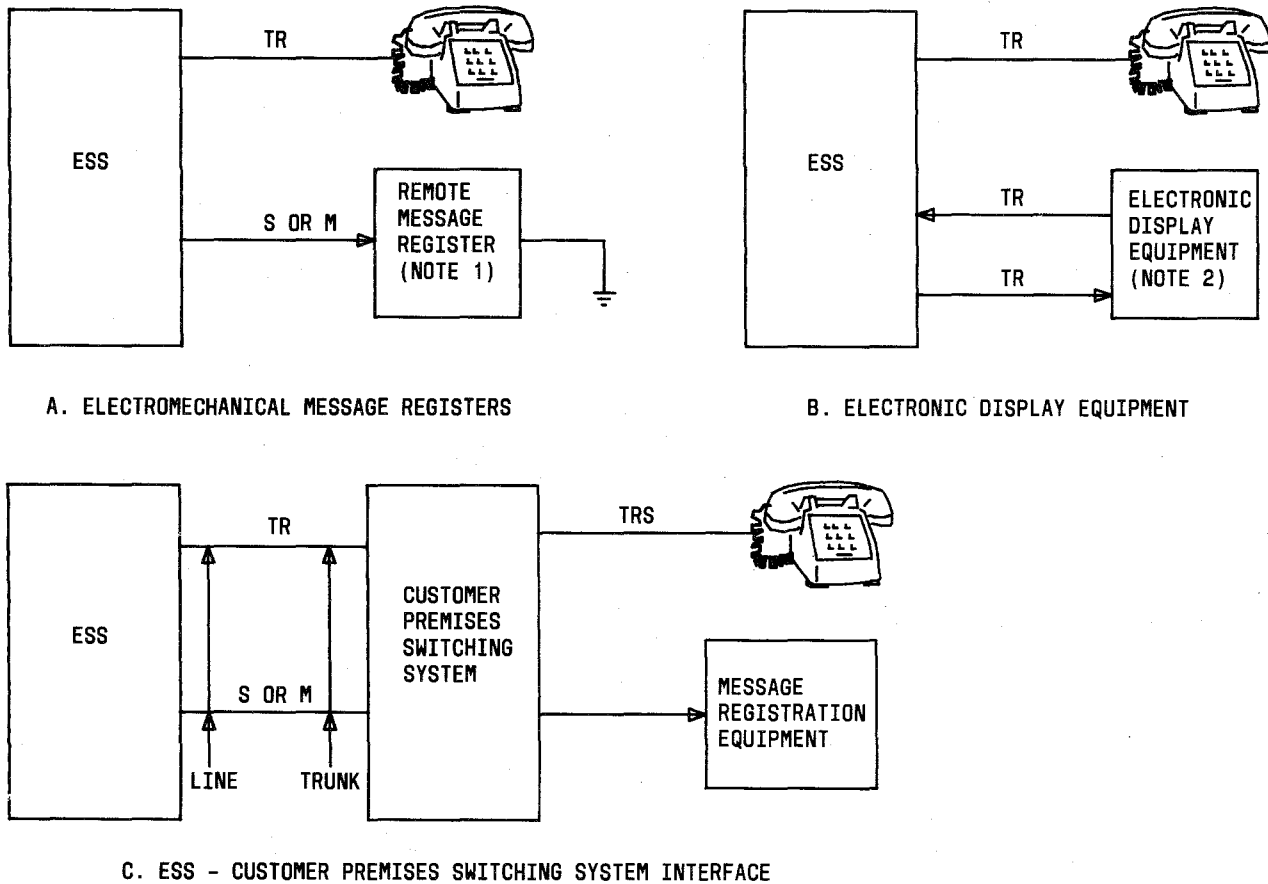 TR
ESS
S OR M
REMOTE
MESSAGE
REGISTER
(NOTE 1)
A. ELECTROMECHANICAL MESSAGE REGISTERS
TR
ESS
TR
TR
ELECTRONIC
DISPLAY
EQUIPMENT
(NOTE 2)
B. ELECTRONIC DISPLAY EQUIPMENT
ESS
TR
S OR M
LINE
TRUNK
CUSTOMER
PREMISES
SWITCHING
SYSTEM
TRS
MESSAGE
REGISTRATION
EQUIPMENT
C. ESS - CUSTOMER PREMISES SWITCHING SYSTEM INTERFACE